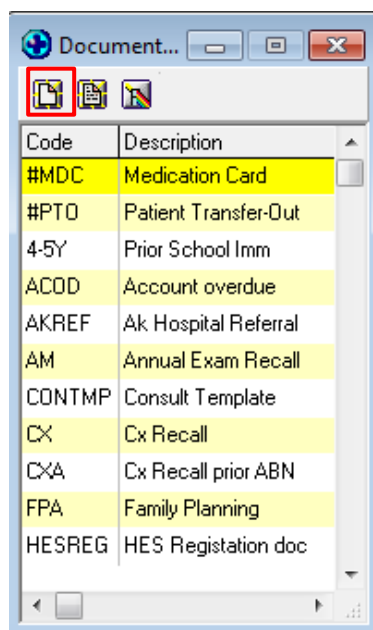 Docum ent...
Code Description
#MDC Medication Card
#PTO Patient Transfer-Out
4-5Y Prior School Imm
ACOD Account overdue
AKREF Ak Hospital Referral
AM Annual Exam Recall
CONTMP Consult Template
CX Cx Recall
CXA Cx Recall prior ABN
FPA Family Planning
HESREG HES Registation doc